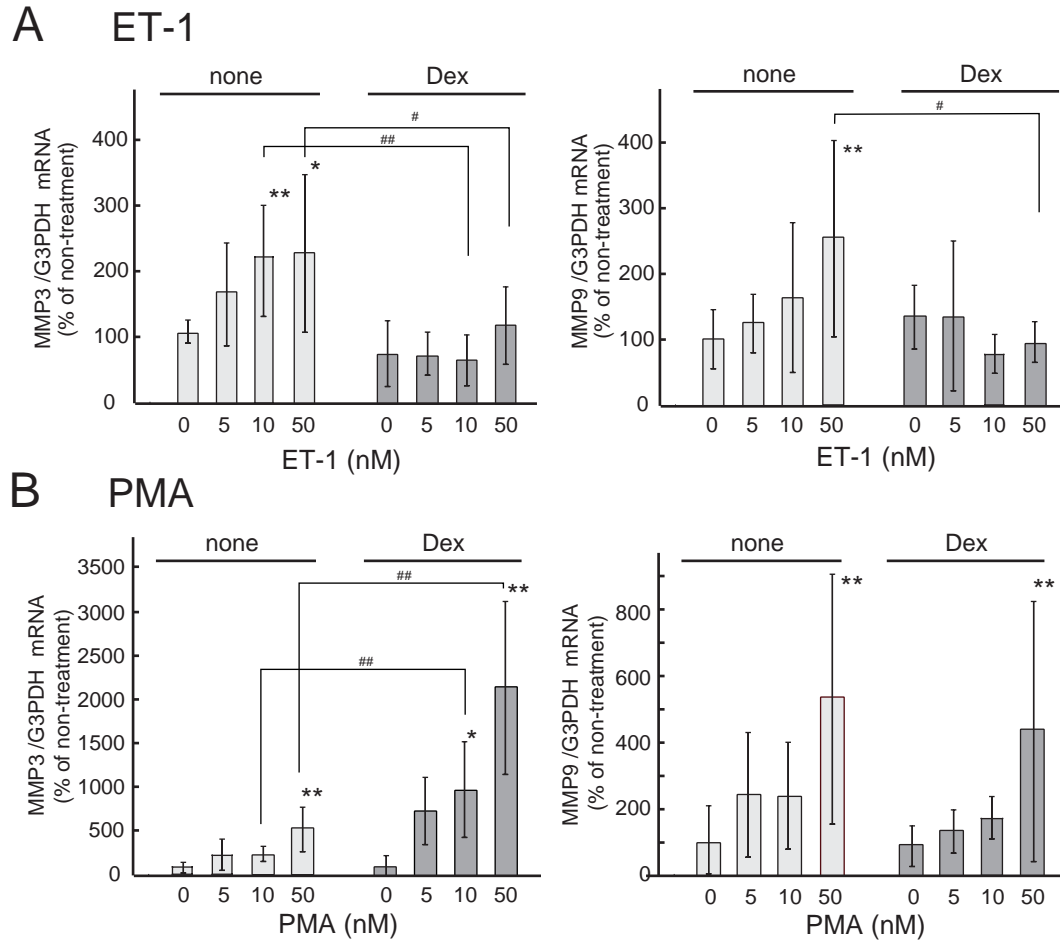 A ET-1
none Dex
MMP3 /G3PDH mRNA
(% of non-treatment)
400
300
200
100
0
#
##
** *
0 5 10 50 0 5 10 50
ET-1 (nM)
none Dex
MMP9 /G3PDH mRNA
(% of non-treatment)
400
300
200
100
0
#
**
0 5 10 50 0 5 10 50
ET-1 (nM)
B PMA
none Dex
MMP3 /G3PDH mRNA
(% of non-treatment)
3500
3000
2500
2000
1500
1000
500
0
##
**
##
*
**
0 5 10 50 0 5 10 50
PMA (nM)
none Dex
MMP9 /G3PDH mRNA
(% of non-treatment)
800
600
400
200
0
** **
0 5 10 50 0 5 10 50
PMA (nM)